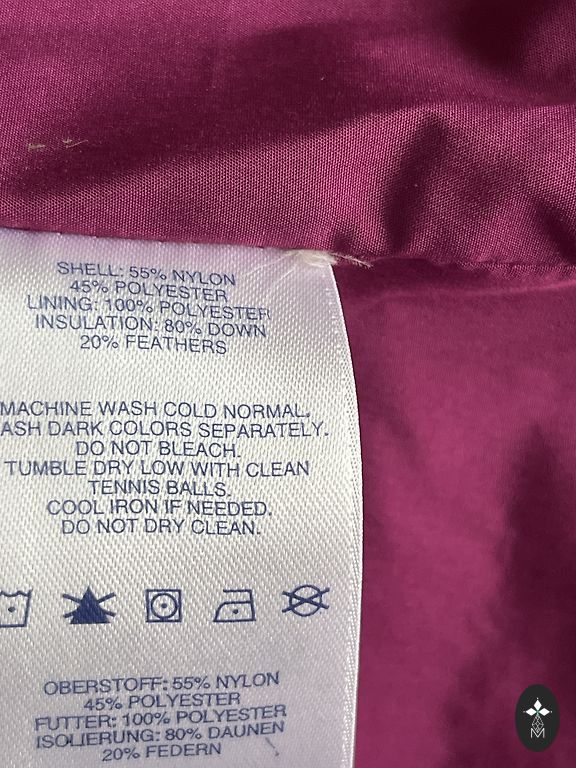 SHELL: 55% NYLON
45% POLYESTER
LINING: 100% POLYESTER
INSULATION: 80% DOWN
20% FEATHERS
MACHINE WASH COLD NORMAL.
ASH DARK COLORS SEPARATELY.
DO NOT BLEACH.
TUMBLE DRY LOW WITH CLEAN
TENNIS BALLS.
COOL IRON IF NEEDED.
DO NOT DRY CLEAN.
OBERSTOFF: 55% NYLON
45% POLYESTER
FUTTER: 100% POLYESTER
ISOLIERUNG: 80% DAUNEN
20% FEDERN
M